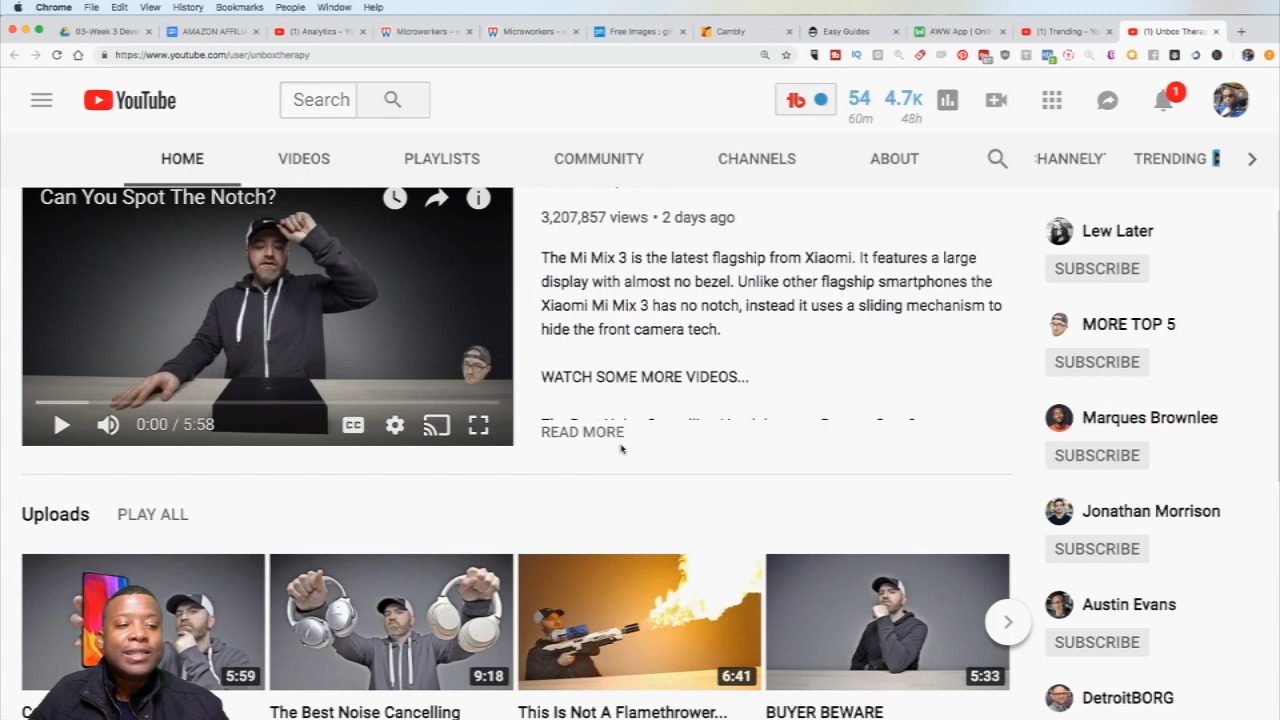 Chrome File Edit View History Bookmarks People Window Help
03-Week 3 Deve
AMAZON AFFILI
(1) Analytics - Yo
Microworkers - w
Microworkers - w
Free Images : gi
Cambly
Easy Guides
AWW App | Onli
(1) Trending - Yo
(1) Unbox Thera
https://www.youtube.com/user/unboxtherapy
YouTube
Search
54
60m
4.7K
48h
1
HOME VIDEOS PLAYLISTS COMMUNITY CHANNELS ABOUT HANNELY TRENDING
Can You Spot The Notch?
0:00 / 5:58
CC
3,207,857 views • 2 days ago
The Mi Mix 3 is the latest flagship from Xiaomi. It features a large
display with almost no bezel. Unlike other flagship smartphones the
Xiaomi Mi Mix 3 has no notch, instead it uses a sliding mechanism to
hide the front camera tech.
WATCH SOME MORE VIDEOS...
READ MORE
Lew Later
SUBSCRIBE
MORE TOP 5
SUBSCRIBE
Marques Brownlee
SUBSCRIBE
Jonathan Morrison
SUBSCRIBE
Austin Evans
SUBSCRIBE
DetroitBORG
Uploads PLAY ALL
5:59
9:18
6:41
5:33
The Best Noise Cancelling
This Is Not A Flamethrower...
BUYER BEWARE